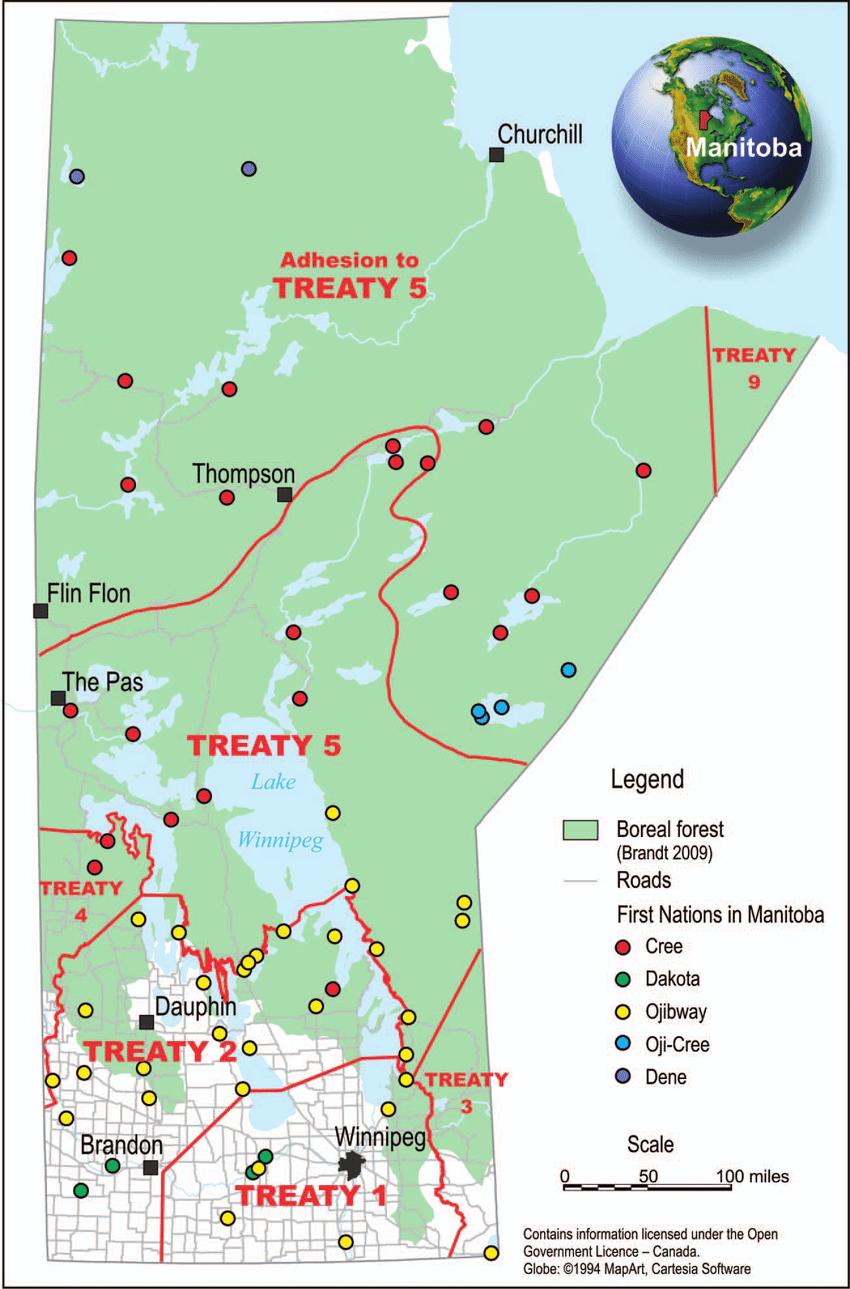 Churchill
Manitoba
Adhesion to
TREATY 5
TREATY
9
Thompson
Flin Flon
The Pas
TREATY 5
Lake
Winnipeg
TREATY
4
Dauphin
TREATY 2
TREATY
3
Brandon
Winnipeg
TREATY 1
Legend
Boreal forest
(Brandt 2009)
Roads
First Nations in Manitoba
Cree
Dakota
Ojibway
Oji-Cree
Dene
Scale
0 50 100 miles
Contains information licensed under the Open
Government Licence – Canada.
Globe: ©1994 MapArt, Cartesia Software